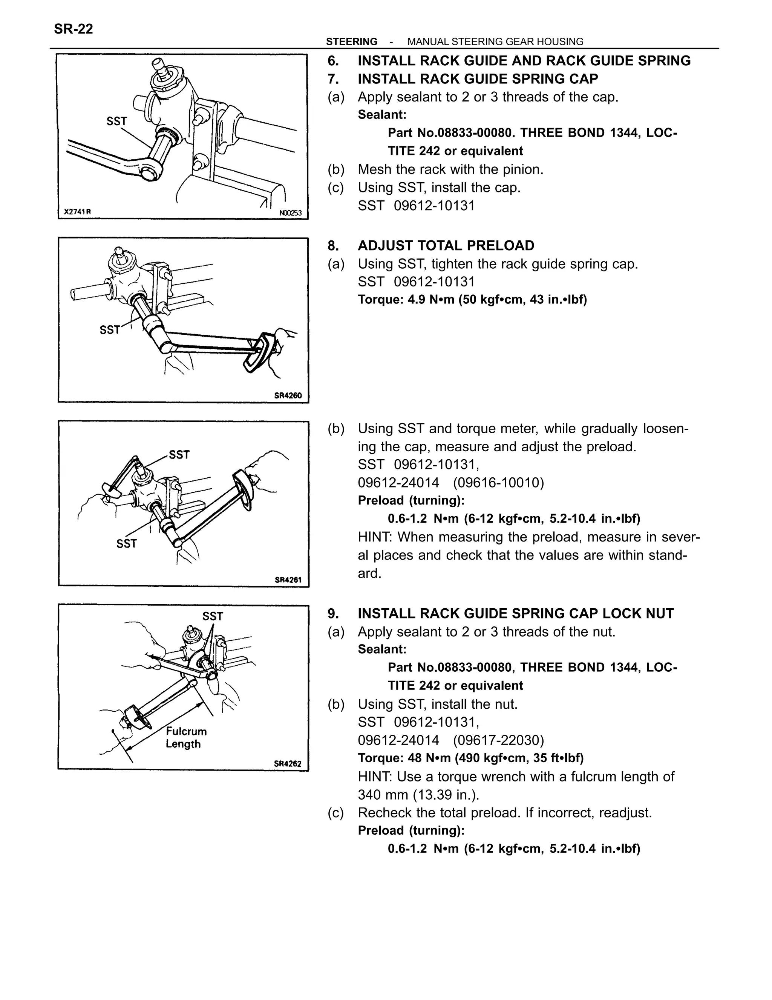 SR-22
STEERING - MANUAL STEERING GEAR HOUSING
SST
X2741R
N00253
6. INSTALL RACK GUIDE AND RACK GUIDE SPRING
7. INSTALL RACK GUIDE SPRING CAP
(a) Apply sealant to 2 or 3 threads of the cap.
Sealant:
Part No.08833-00080. THREE BOND 1344, LOC-
TITE 242 or equivalent
(b) Mesh the rack with the pinion.
(c) Using SST, install the cap.
SST 09612-10131
SST
SR4260
8. ADJUST TOTAL PRELOAD
(a) Using SST, tighten the rack guide spring cap.
SST 09612-10131
Torque: 4.9 N•m (50 kgf•cm, 43 in.•lbf)
SST
SST
SR4261
(b) Using SST and torque meter, while gradually loosen-
ing the cap, measure and adjust the preload.
SST 09612-10131,
09612-24014 (09616-10010)
Preload (turning):
0.6-1.2 N•m (6-12 kgf•cm, 5.2-10.4 in.•lbf)
HINT: When measuring the preload, measure in sever-
al places and check that the values are within stand-
ard.
SST
Fulcrum
Length
SR4262
9. INSTALL RACK GUIDE SPRING CAP LOCK NUT
(a) Apply sealant to 2 or 3 threads of the nut.
Sealant:
Part No.08833-00080, THREE BOND 1344, LOC-
TITE 242 or equivalent
(b) Using SST, install the nut.
SST 09612-10131,
09612-24014 (09617-22030)
Torque: 48 N•m (490 kgf•cm, 35 ft•lbf)
HINT: Use a torque wrench with a fulcrum length of
340 mm (13.39 in.).
(c) Recheck the total preload. If incorrect, readjust.
Preload (turning):
0.6-1.2 N•m (6-12 kgf•cm, 5.2-10.4 in.•lbf)